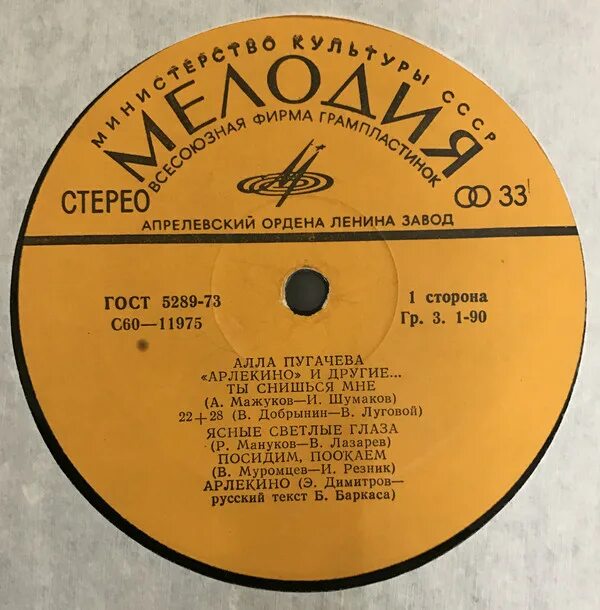 МИНИСТЕРСТВО КУЛЬТУРЫ СССР
МЕЛОДИЯ
ВСЕСОЮЗНАЯ ФИРМА ГРАМПЛАСТИНОК
СТЕРЕО
33
АПРЕЛЕВСКИЙ ОРДЕНА ЛЕНИНА ЗАВОД
ГОСТ 5289-73
1 сторона
С60—11975
Гр. 3. 1-90
АЛЛА ПУГАЧЕВА
«АРЛЕКИНО» И ДРУГИЕ...
ТЫ СНИШЬСЯ МНЕ
(А. Мажуков—И. Шумаков)
22+28 (В. Добрынин—В. Луговой)
ЯСНЫЕ СВЕТЛЫЕ ГЛАЗА
(Р. Мануков—В. Лазарев)
ПОСИДИМ, ПООКАЕМ
(В. Муромцев—И. Резник)
АРЛЕКИНО (Э. Димитров—
русский текст Б. Баркаса)